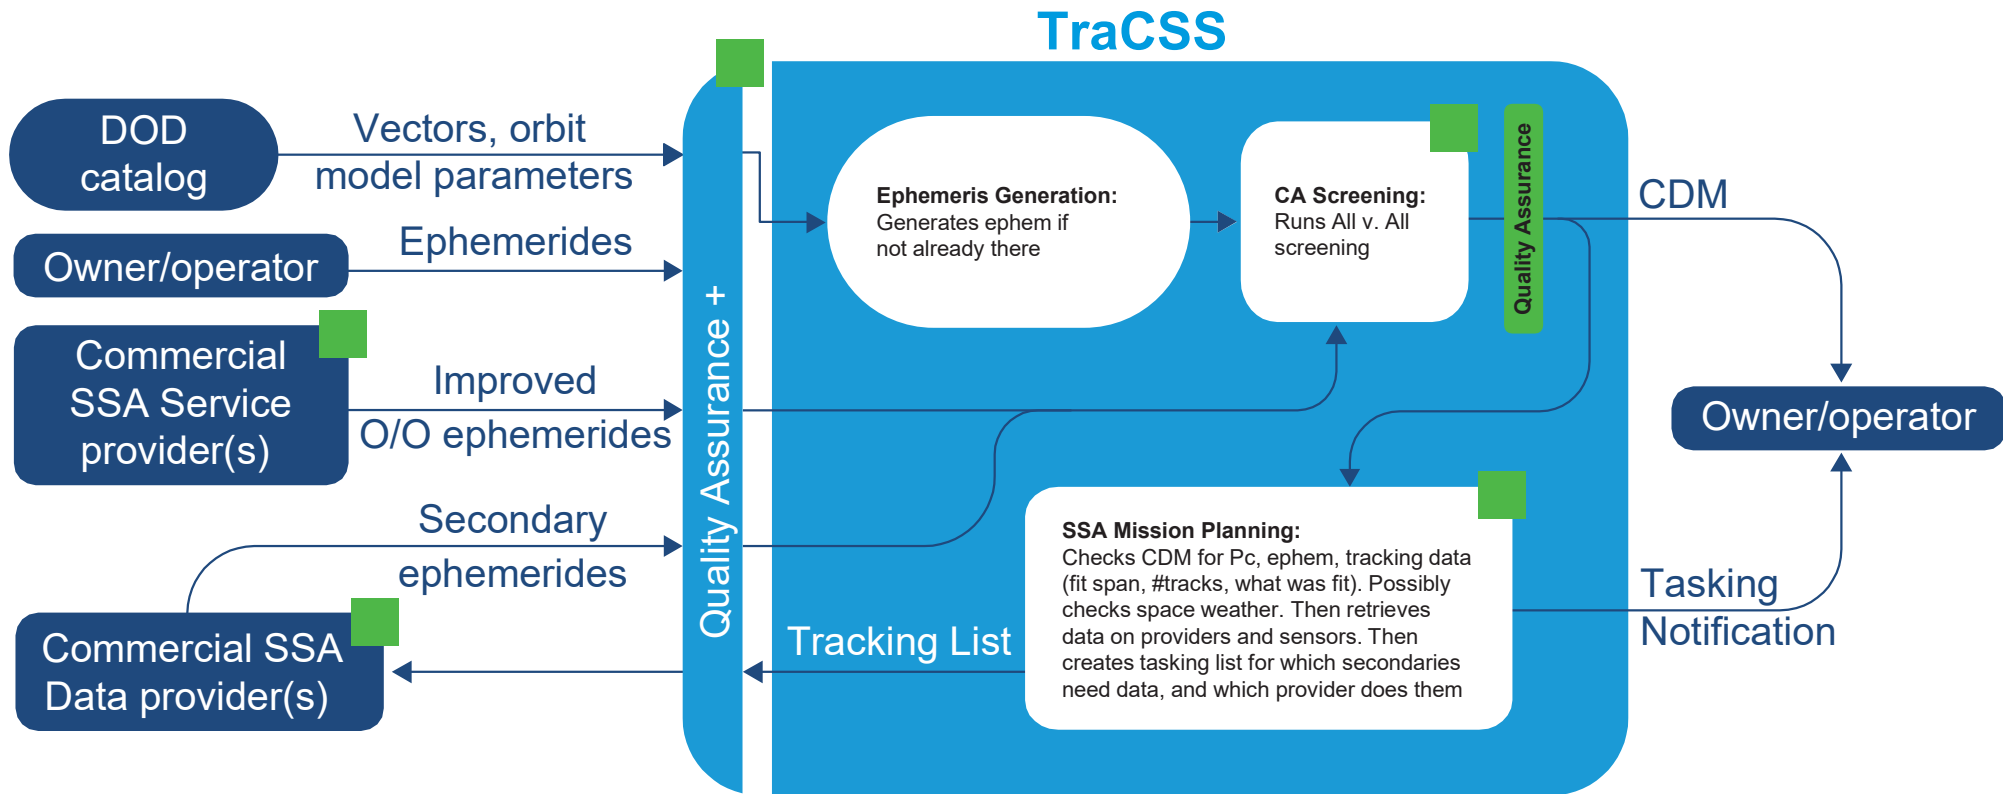 TraCSS
DOD
catalog
Vectors, orbit
model parameters
Owner/operator
Ephemerides
Commercial
SSA Service
provider(s)
Improved
O/O ephemerides
Secondary
ephemerides
Commercial SSA
Data provider(s)
Quality Assurance +
Ephemeris Generation:
Generates ephem if
not already there
CA Screening:
Runs All v. All
screening
Quality Assurance
CDM
Owner/operator
Tracking List
SSA Mission Planning:
Checks CDM for Pc, ephem, tracking data
(fit span, #tracks, what was fit). Possibly
checks space weather. Then retrieves
data on providers and sensors. Then
creates tasking list for which secondaries
need data, and which provider does them
Tasking
Notification